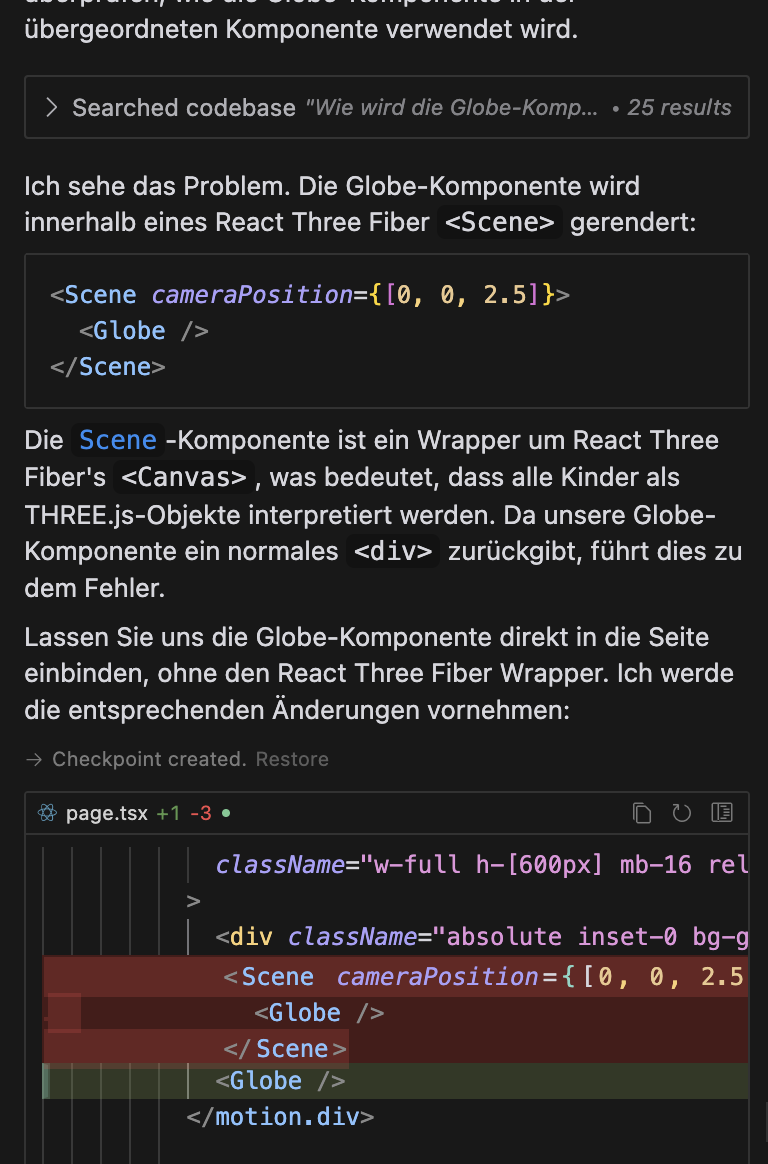 übergeordneten Komponente verwendet wird.
Searched codebase "Wie wird die Globe-Komp... • 25 results
Ich sehe das Problem. Die Globe-Komponente wird
innerhalb eines React Three Fiber <Scene> gerendert:
<Scene cameraPosition={[0, 0, 2.5]}>
<Globe />
</Scene>
Die Scene-Komponente ist ein Wrapper um React Three
Fiber's <Canvas>, was bedeutet, dass alle Kinder als
THREE.js-Objekte interpretiert werden. Da unsere Globe-
Komponente ein normales <div> zurückgibt, führt dies zu
dem Fehler.
Lassen Sie uns die Globe-Komponente direkt in die Seite
einbinden, ohne den React Three Fiber Wrapper. Ich werde
die entsprechenden Änderungen vornehmen:
→ Checkpoint created. Restore
page.tsx +1 -3 •
className="w-full h-[600px] mb-16 rel
>
<div className="absolute inset-0 bg-g
<Scene cameraPosition={[0, 0, 2.5
<Globe />
</Scene>
<Globe />
</motion.div>